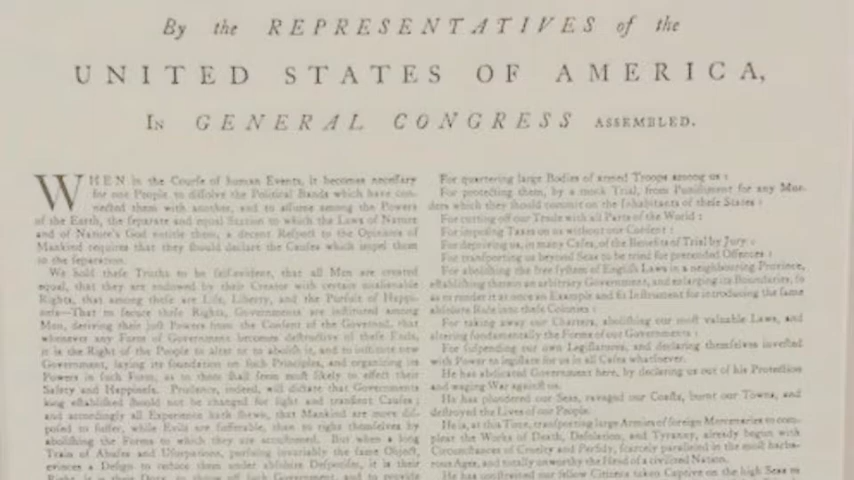 By the REPRESENTATIVES of the
UNITED STATES OF AMERICA,
IN GENERAL CONGRESS ASSEMBLED.
WHEN in the Courſe of human Events, it becomes neceſſary
for one People to diſſolve the Political Bands which have con-
nected them with another, and to aſſume among the Powers
of the Earth, the ſeparate and equal Station to which the Laws of Nature
and of Nature's God entitle them, a decent Reſpect to the Opinions of
Mankind requires that they ſhould declare the Cauſes which impel them
to the Separation.
We hold theſe Truths to be ſelf-evident, that all Men are created
equal, that they are endowed by their Creator with certain unalienable
Rights, that among theſe are Life, Liberty, and the Purſuit of Happi-
neſs—That to ſecure theſe Rights, Governments are inſtituted among
Men, deriving their juſt Powers from the Conſent of the Governed, that
whenever any Form of Government becomes deſtructive of theſe Ends,
it is the Right of the People to alter or to aboliſh it, and to inſtitute new
Government, laying its Foundation on ſuch Principles, and organizing its
Powers in ſuch Form, as to them ſhall ſeem moſt likely to effect their
Safety and Happineſs. Prudence, indeed, will dictate that Governments
long eſtabliſhed ſhould not be changed for light and tranſient Cauſes;
and accordingly all Experience hath ſhewn, that Mankind are more diſ-
poſed to ſuffer, while Evils are ſufferable, than to right themſelves by
aboliſhing the Forms to which they are accuſtomed. But when a long
Train of Abuſes and Uſurpations, purſuing invariably the ſame Object,
evinces a Deſign to reduce them under abſolute Deſpotiſm, it is their
Right, it is their Duty, to throw off ſuch Government, and to provide
For quartering large Bodies of armed Troops among us:
For protecting them, by a mock Trial, from Puniſhment for any Mur-
ders which they ſhould commit on the Inhabitants of theſe States:
For cutting off our Trade with all Parts of the World:
For impoſing Taxes on us without our Conſent:
For depriving us, in many Caſes, of the Benefits of Trial by Jury:
For tranſporting us beyond Seas to be tried for pretended Offences:
For aboliſhing the free Syſtem of Engliſh Laws in a neighbouring Province,
eſtabliſhing therein an arbitrary Government, and enlarging its Boundaries, ſo
as to render it at once an Example and fit Inſtrument for introducing the ſame
abſolute Rule into theſe Colonies:
For taking away our Charters, aboliſhing our moſt valuable Laws, and
altering fundamentally the Forms of our Governments:
For ſuſpending our own Legiſlatures, and declaring themſelves inveſted
with Power to legiſlate for us in all Caſes whatſoever.
He has abdicated Government here, by declaring us out of his Protection
and waging War againſt us.
He has plundered our Seas, ravaged our Coaſts, burnt our Towns, and
deſtroyed the Lives of our People.
He is, at this Time, tranſporting large Armies of foreign Mercenaries to com-
pleat the Works of Death, Deſolation, and Tyranny, already begun with
Circumſtances of Cruelty and Perfidy, ſcarcely paralleled in the moſt barba-
rous Ages, and totally unworthy the Head of a civilized Nation.
He has conſtrained our fellow Citizens taken Captive on the high Seas to